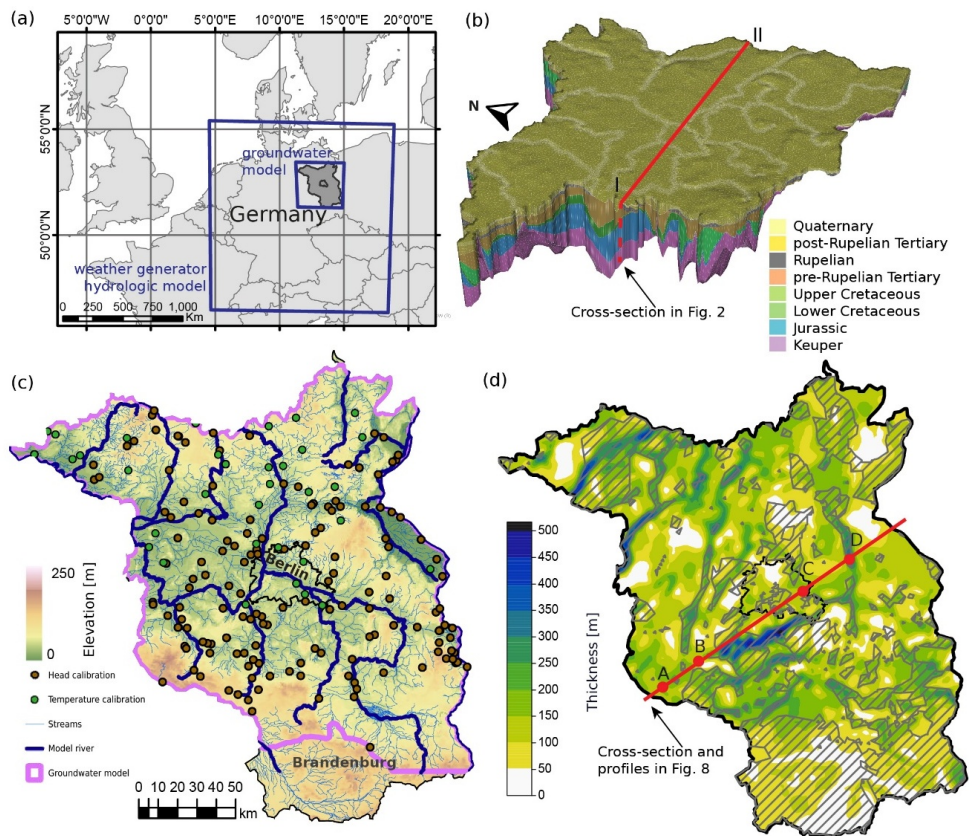 (a)
5°0'0"W 0°0'0" 5°0'0"E 10°0'0"E 15°0'0"E 20°0'0"E
55°0'0"N
50°0'0"N
groundwater
model
Germany
weather generator
hydrologic model
0 250 500 1,000
Km
(b)
II
N
I
Cross-section in Fig. 2
Quaternary
post-Rupelian Tertiary
Rupelian
pre-Rupelian Tertiary
Upper Cretaceous
Lower Cretaceous
Jurassic
Keuper
(c)
Berlin
250
0
Elevation [m]
Head calibration
Temperature calibration
Streams
Model river
Groundwater model
Brandenburg
0 10 20 30 40 50
km
(d)
500
450
400
350
300
250
200
150
100
50
0
Thickness [m]
D
C
B
A
Cross-section and
profiles in Fig. 8